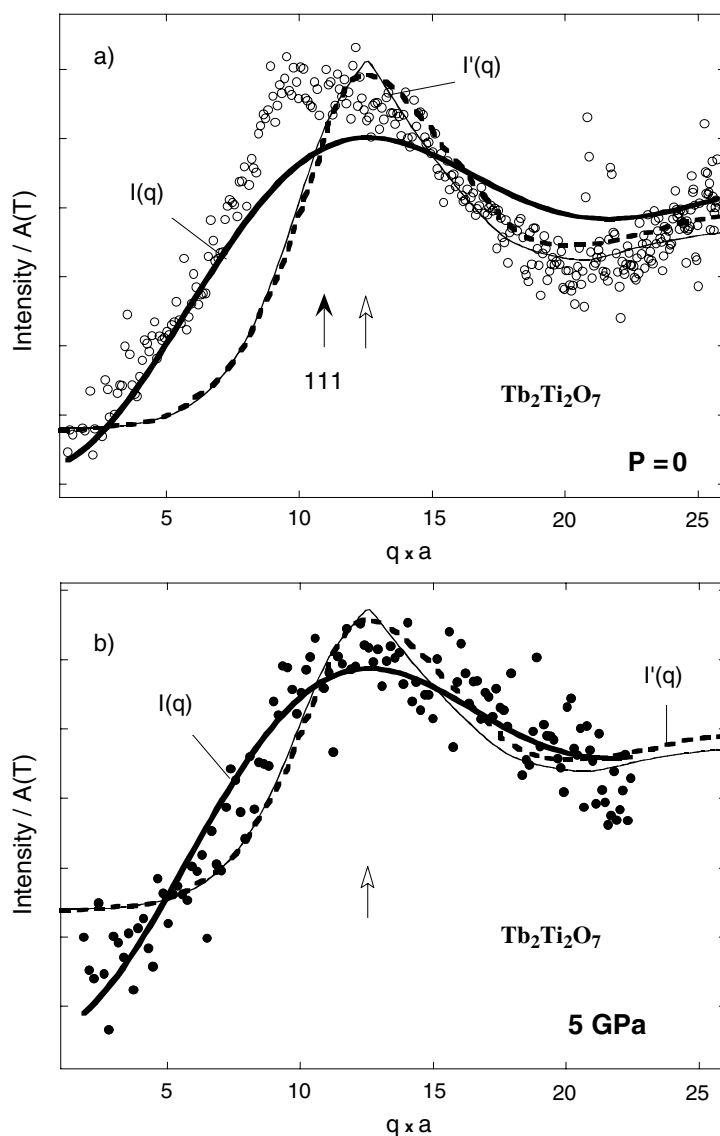 a)
I'(q)
I(q)
Intensity / A(T)
111
Tb₂Ti₂O₇
P = 0
5 10 15 20 25
q x a
b)
I(q)
I'(q)
Intensity / A(T)
Tb₂Ti₂O₇
5 GPa
5 10 15 20 25
q x a